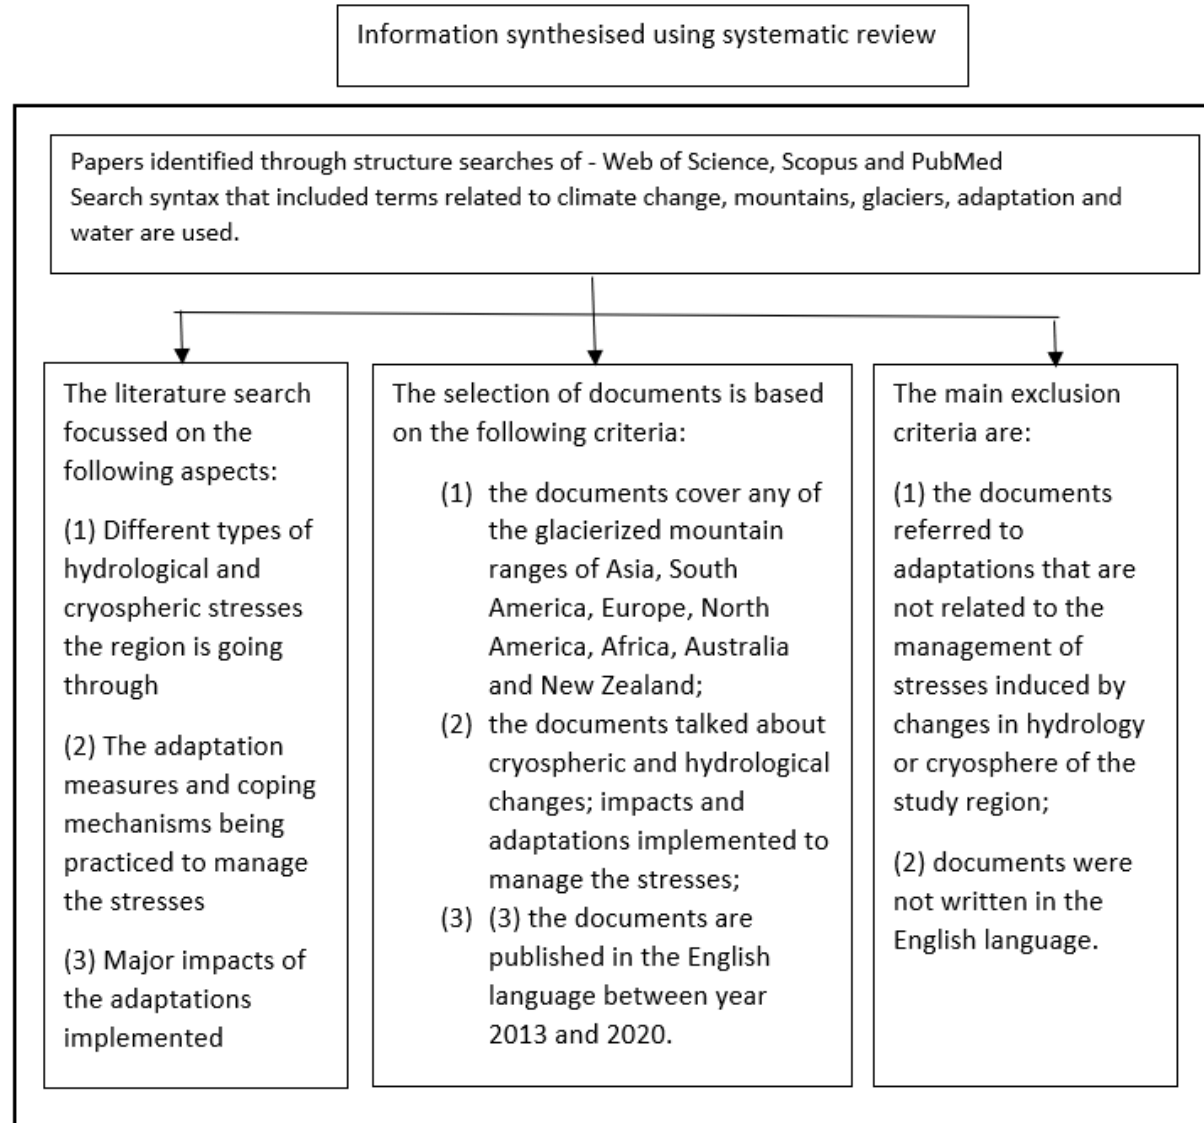 Information synthesised using systematic review
Papers identified through structure searches of - Web of Science, Scopus and PubMed
Search syntax that included terms related to climate change, mountains, glaciers, adaptation and
water are used.
The literature search
focussed on the
following aspects:
(1) Different types of
hydrological and
cryospheric stresses
the region is going
through
(2) The adaptation
measures and coping
mechanisms being
practiced to manage
the stresses
(3) Major impacts of
the adaptations
implemented
The selection of documents is based
on the following criteria:
(1) the documents cover any of
the glacierized mountain
ranges of Asia, South
America, Europe, North
America, Africa, Australia
and New Zealand;
(2) the documents talked about
cryospheric and hydrological
changes; impacts and
adaptations implemented to
manage the stresses;
(3) (3) the documents are
published in the English
language between year
2013 and 2020.
The main exclusion
criteria are:
(1) the documents
referred to
adaptations that are
not related to the
management of
stresses induced by
changes in hydrology
or cryosphere of the
study region;
(2) documents were
not written in the
English language.